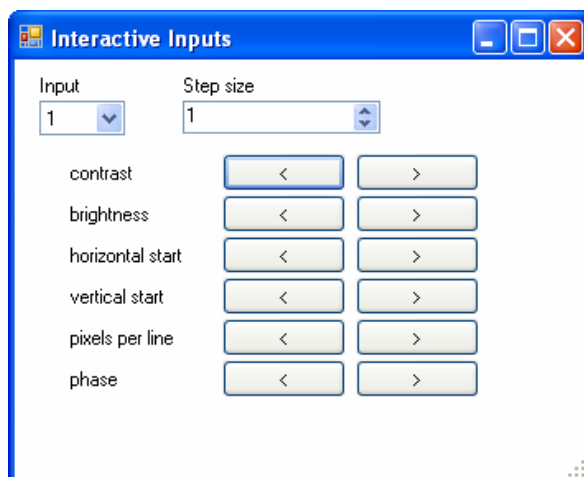 Interactive Inputs
Input Step size
1 1
contrast < >
brightness < >
horizontal start < >
vertical start < >
pixels per line < >
phase < >